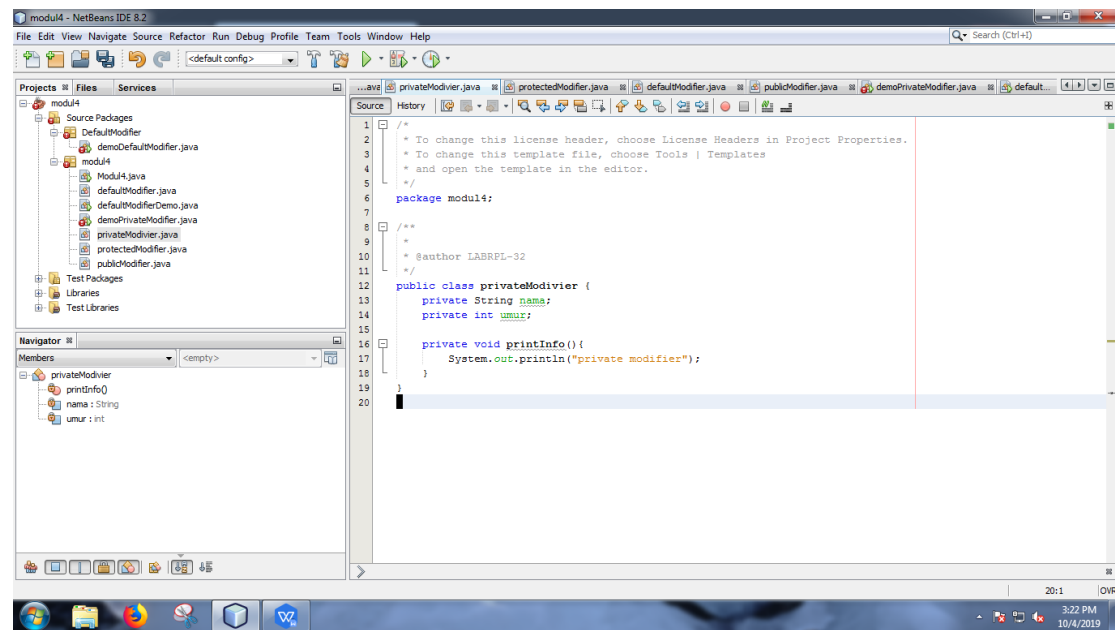 modul4 - NetBeans IDE 8.2
File Edit View Navigate Source Refactor Run Debug Profile Team Tools Window Help
Search (Ctrl+I)
<default config>
Projects Files Services
modul4
Source Packages
DefaultModifier
demoDefaultModifier.java
modul4
Modul4.java
defaultModifier.java
defaultModifierDemo.java
demoPrivateModifier.java
privateModivier.java
protectedModifier.java
publicModifier.java
Test Packages
Libraries
Test Libraries
Navigator
Members <empty>
privateModivier
printInfo()
nama : String
umur : int
...ava privateModivier.java protectedModifier.java defaultModifier.java publicModifier.java demoPrivateModifier.java default...
Source History
1 /*
2 * To change this license header, choose License Headers in Project Properties.
3 * To change this template file, choose Tools | Templates
4 * and open the template in the editor.
5 */
6 package modul4;
7
8 /**
9 *
10 * @author LABRPL-32
11 */
12 public class privateModivier {
13 private String nama;
14 private int umur;
15
16 private void printInfo(){
17 System.out.println("private modifier");
18 }
19 }
20
20:1 OVR
3:22 PM
10/4/2019